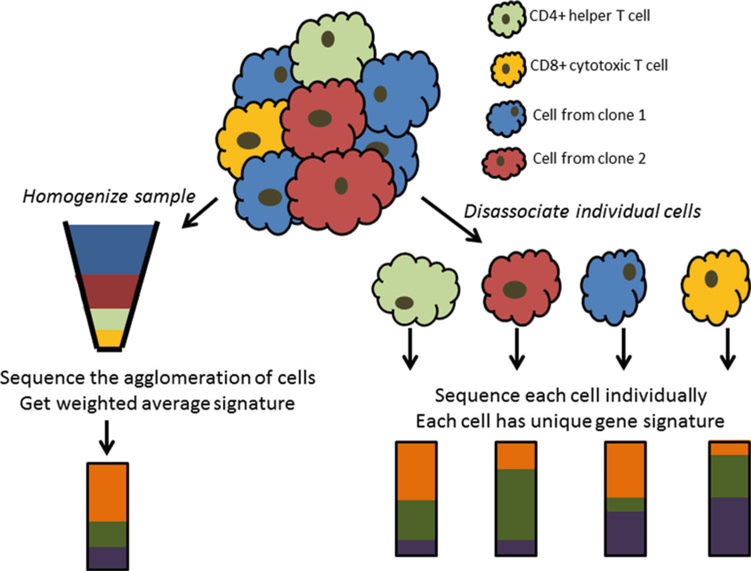 CD4+ helper T cell
CD8+ cytotoxic T cell
Cell from clone 1
Cell from clone 2
Homogenize sample
Disassociate individual cells
Sequence the agglomeration of cells
Get weighted average signature
Sequence each cell individually
Each cell has unique gene signature